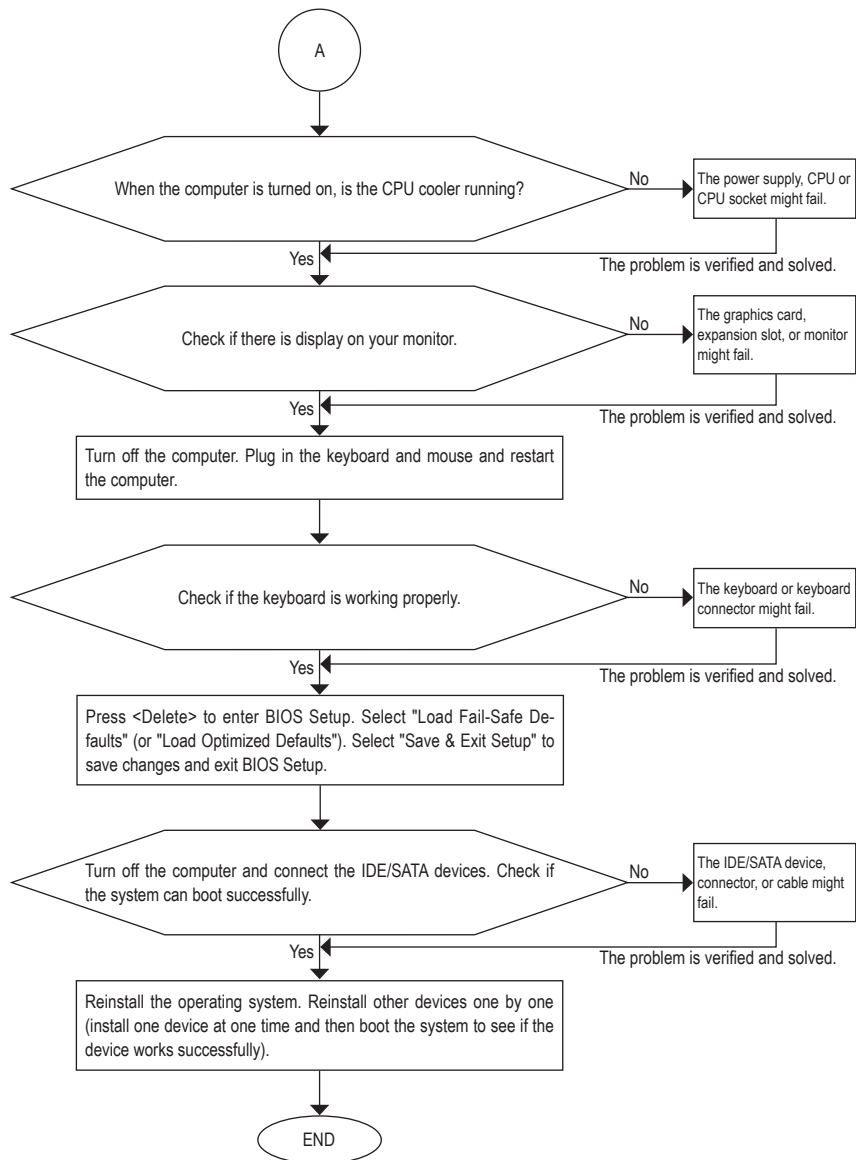 A
When the computer is turned on, is the CPU cooler running?
No
The power supply, CPU or
CPU socket might fail.
Yes
The problem is verified and solved.
Check if there is display on your monitor.
No
The graphics card,
expansion slot, or monitor
might fail.
Yes
The problem is verified and solved.
Turn off the computer. Plug in the keyboard and mouse and restart
the computer.
Check if the keyboard is working properly.
No
The keyboard or keyboard
connector might fail.
Yes
The problem is verified and solved.
Press <Delete> to enter BIOS Setup. Select "Load Fail-Safe De-
faults" (or "Load Optimized Defaults"). Select "Save & Exit Setup" to
save changes and exit BIOS Setup.
Turn off the computer and connect the IDE/SATA devices. Check if
the system can boot successfully.
No
The IDE/SATA device,
connector, or cable might
fail.
Yes
The problem is verified and solved.
Reinstall the operating system. Reinstall other devices one by one
(install one device at one time and then boot the system to see if the
device works successfully).
END